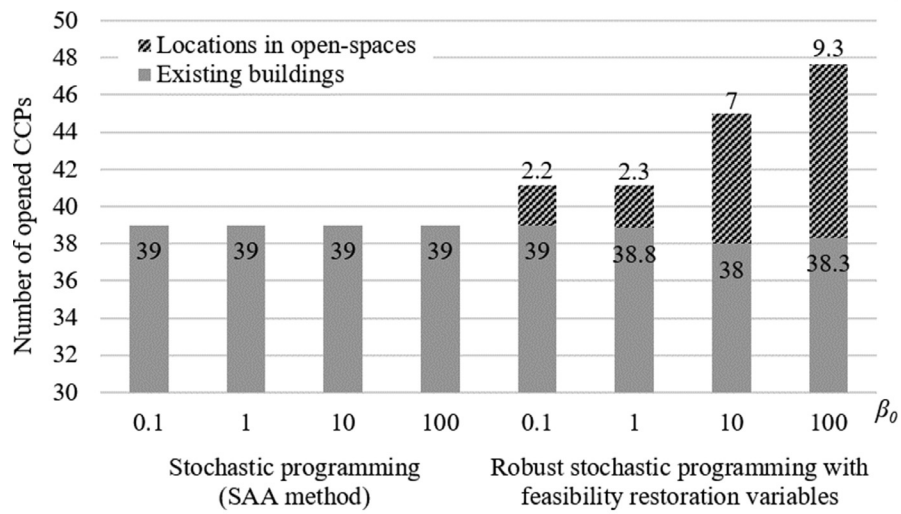 50
48
46
44
42
40
38
36
34
32
30
Number of opened CCPs
Locations in open-spaces
Existing buildings
39
39
39
39
2.2
39
2.3
38.8
7
38
9.3
38.3
0.1 1 10 100 0.1 1 10 100 β₀
Stochastic programming
(SAA method)
Robust stochastic programming with
feasibility restoration variables